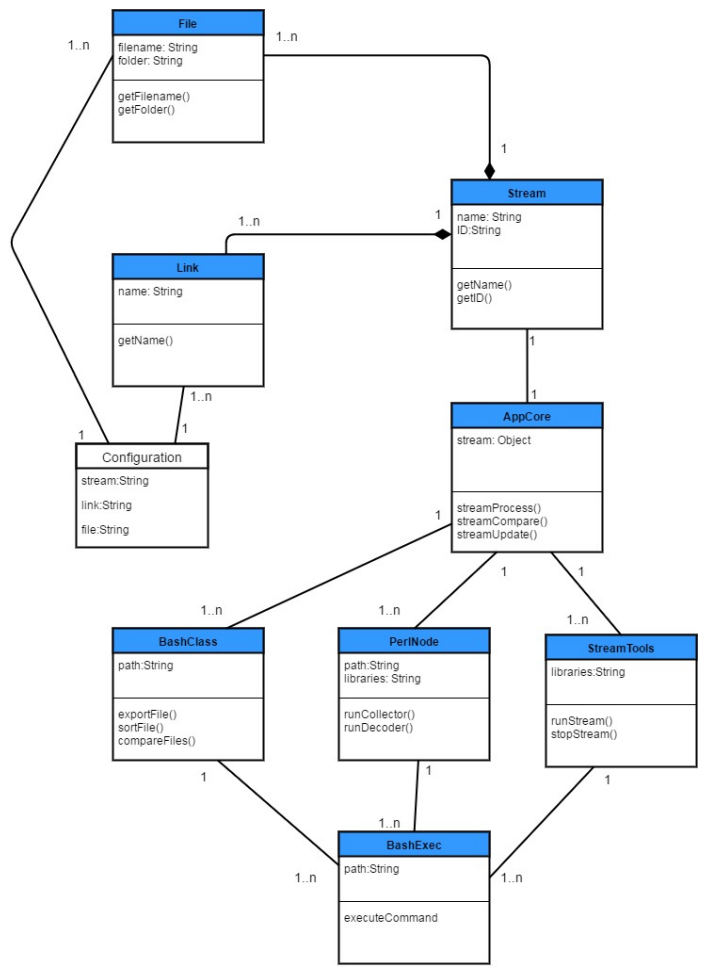 File
1..n
1..n
filename: String
folder: String
getFilename()
getFolder()
1
Stream
1
1..n
name: String
ID:String
Link
name: String
getName()
getID()
getName()
1
1..n
1
AppCore
1
1
stream: Object
Configuration
stream:String
link:String
file:String
streamProcess()
streamCompare()
streamUpdate()
1
1
1
1..n
1..n
1..n
BashClass
PerlNode
StreamTools
path:String
path:String
libraries: String
libraries:String
exportFile()
sortFile()
compareFiles()
runCollector()
runDecoder()
runStream()
stopStream()
1
1
1
1..n
BashExec
path:String
1..n
1..n
executeCommand